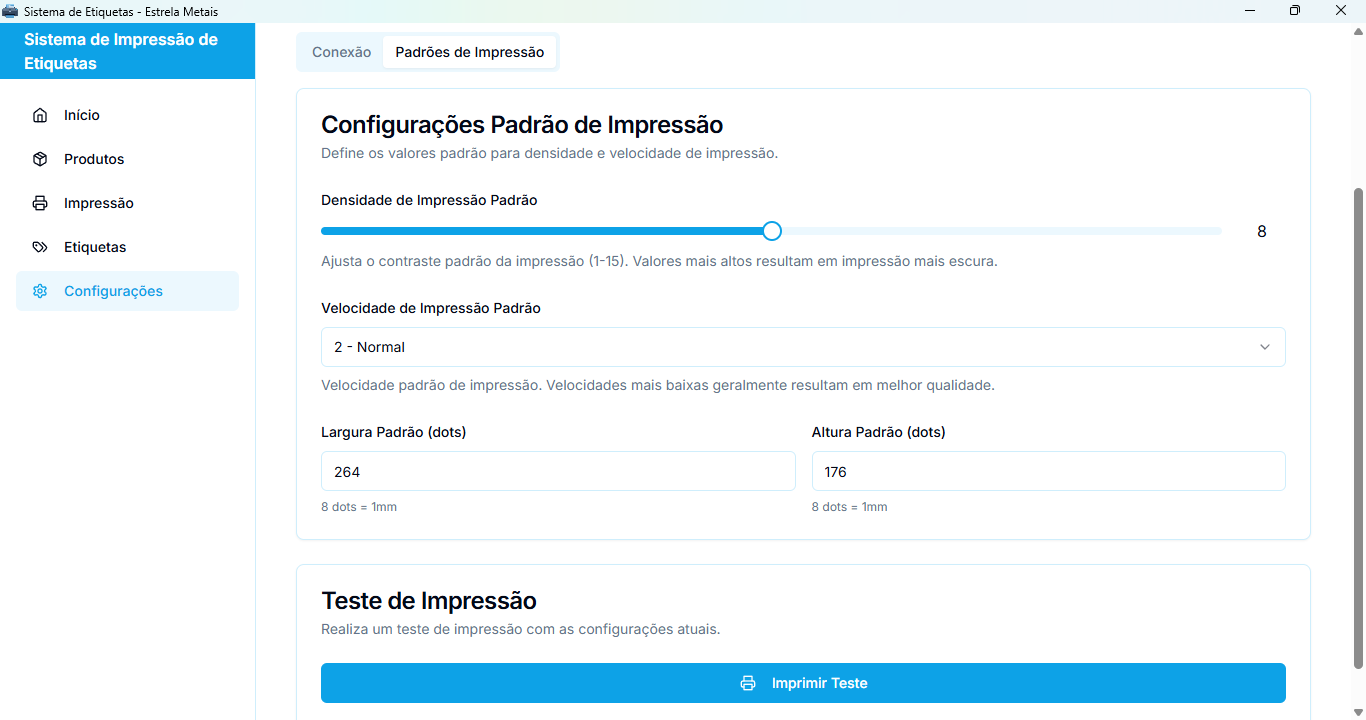 Sistema de Etiquetas - Estrela Metais
Sistema de Impressão de
Etiquetas
Início
Produtos
Impressão
Etiquetas
Configurações
Conexão
Padrões de Impressão
Configurações Padrão de Impressão
Define os valores padrão para densidade e velocidade de impressão.
Densidade de Impressão Padrão
8
Ajusta o contraste padrão da impressão (1-15). Valores mais altos resultam em impressão mais escura.
Velocidade de Impressão Padrão
2 - Normal
Velocidade padrão de impressão. Velocidades mais baixas geralmente resultam em melhor qualidade.
Largura Padrão (dots)
264
8 dots = 1mm
Altura Padrão (dots)
176
8 dots = 1mm
Teste de Impressão
Realiza um teste de impressão com as configurações atuais.
Imprimir Teste